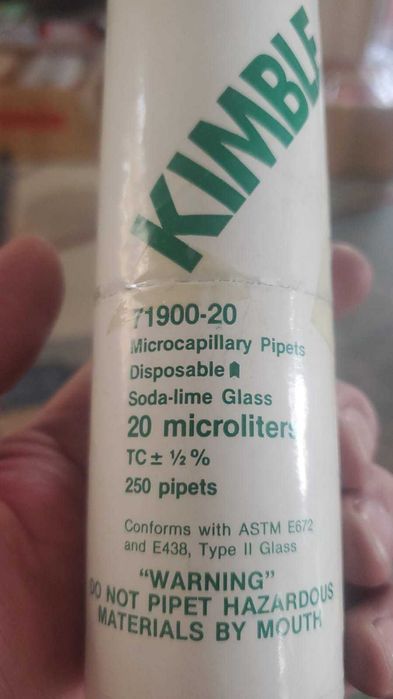 KIMBLE
71900-20
Microcapillary Pipets
Disposable
Soda-lime Glass
20 microliters
TC ± ½ %
250 pipets
Conforms with ASTM E672
and E438, Type II Glass
"WARNING"
DO NOT PIPET HAZARDOUS
MATERIALS BY MOUTH